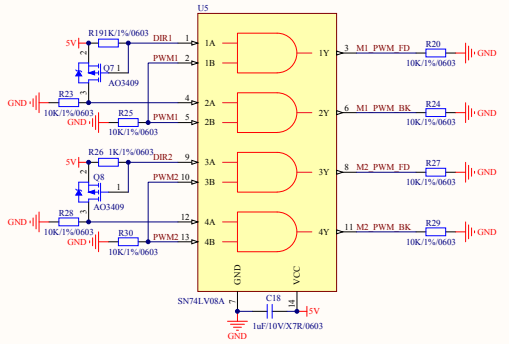 U5
R19 1K/1%/0603
5V
DIR1
1
1A
1Y
3
M1_PWM_FD
R20
10K/1%/0603
GND
2
Q7
1
AO3409
3
PWM1
2
1B
R23
10K/1%/0603
GND
4
2A
2Y
6
M1_PWM_BK
R24
10K/1%/0603
GND
R25
10K/1%/0603
GND
PWM1
5
2B
R26
1K/1%/0603
5V
DIR2
9
3A
3Y
8
M2_PWM_FD
R27
10K/1%/0603
GND
2
Q8
1
AO3409
3
PWM2
10
3B
R28
10K/1%/0603
GND
12
4A
4Y
11
M2_PWM_BK
R29
10K/1%/0603
GND
R30
10K/1%/0603
GND
PWM2
13
4B
GND
VCC
SN74LV08A
7
14
C18
5V
1uF/10V/X7R/0603
GND